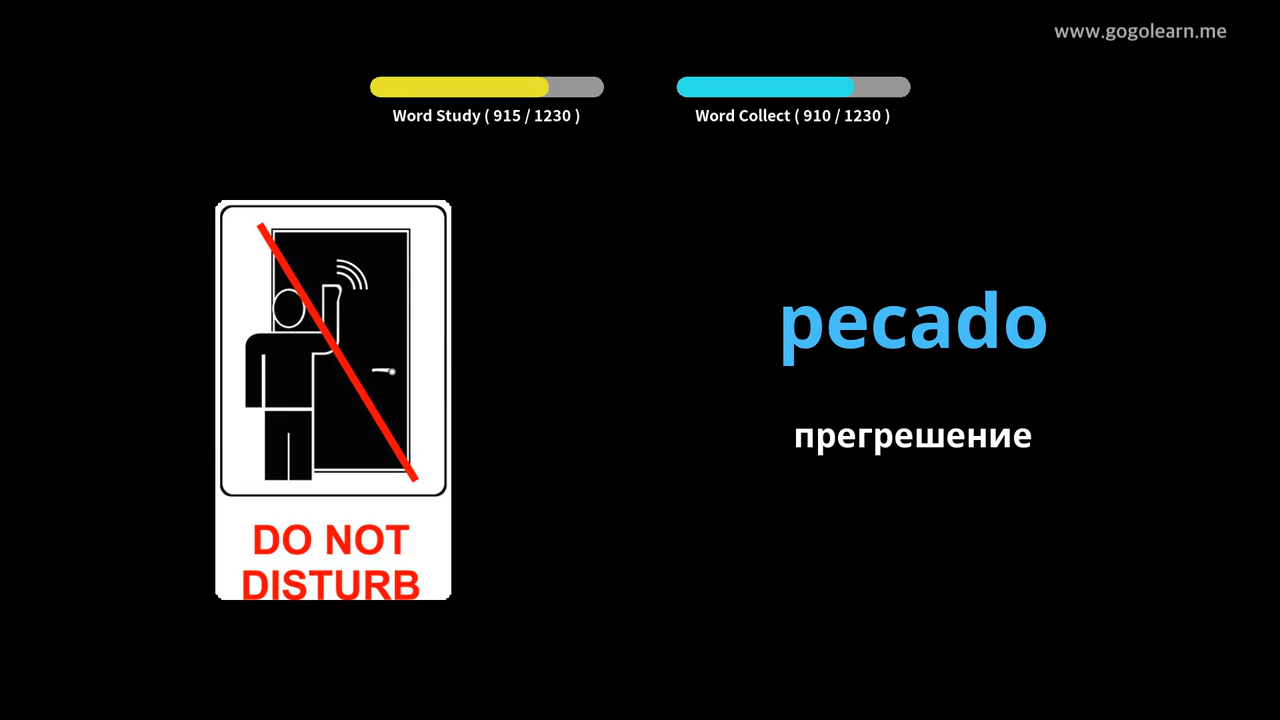 www.gogolearn.me
Word Study ( 915 / 1230 )
Word Collect ( 910 / 1230 )
pecado
прегрешение
DO NOT
DISTURB